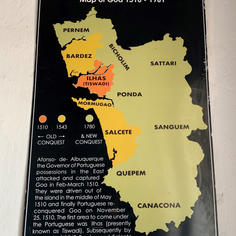 Map of Goa 1510 - 1961
PERNEM
BICHOLIM
BARDEZ
SATTARI
ILHAS
(TISWADI)
PONDA
MORMUGAO
SALCETE
SANGUEM
QUEPEM
CANACONA
1510 1543 1780
← OLD → & NEW
CONQUEST CONQUEST
Afonso- de- Albuquerque
the Governor of Portuguese
possessions in the East
attacked and captured
Goa in Feb-March 1510.
They were driven out of
the island in the middle of May
1510 and finally Portuguese re
conquered Goa on November
25, 1510. The first area to come under
the Portuguese was Ilhas (presently
known as Tiswadi). Subsequently by